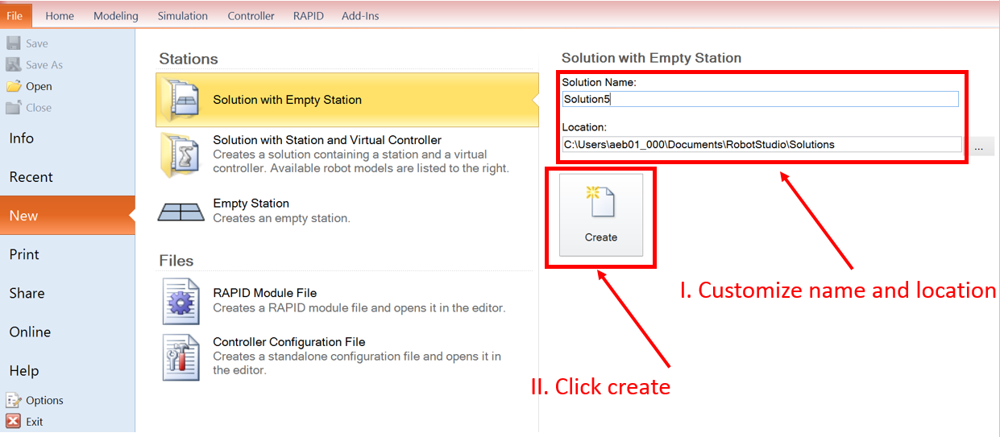 File Home Modeling Simulation Controller RAPID Add-Ins
Save
Save As
Open
Close
Info
Recent
New
Print
Share
Online
Help
Options
Exit
Stations
Solution with Empty Station
Solution with Station and Virtual Controller
Creates a solution containing a station and a virtual
controller. Available robot models are listed to the right.
Empty Station
Creates an empty station.
Files
RAPID Module File
Creates a RAPID module file and opens it in the editor.
Controller Configuration File
Creates a standalone configuration file and opens it in
the editor.
Solution with Empty Station
Solution Name:
Solution5
Location:
C:\Users\aeb01_000\Documents\RobotStudio\Solutions
...
Create
I. Customize name and location
II. Click create